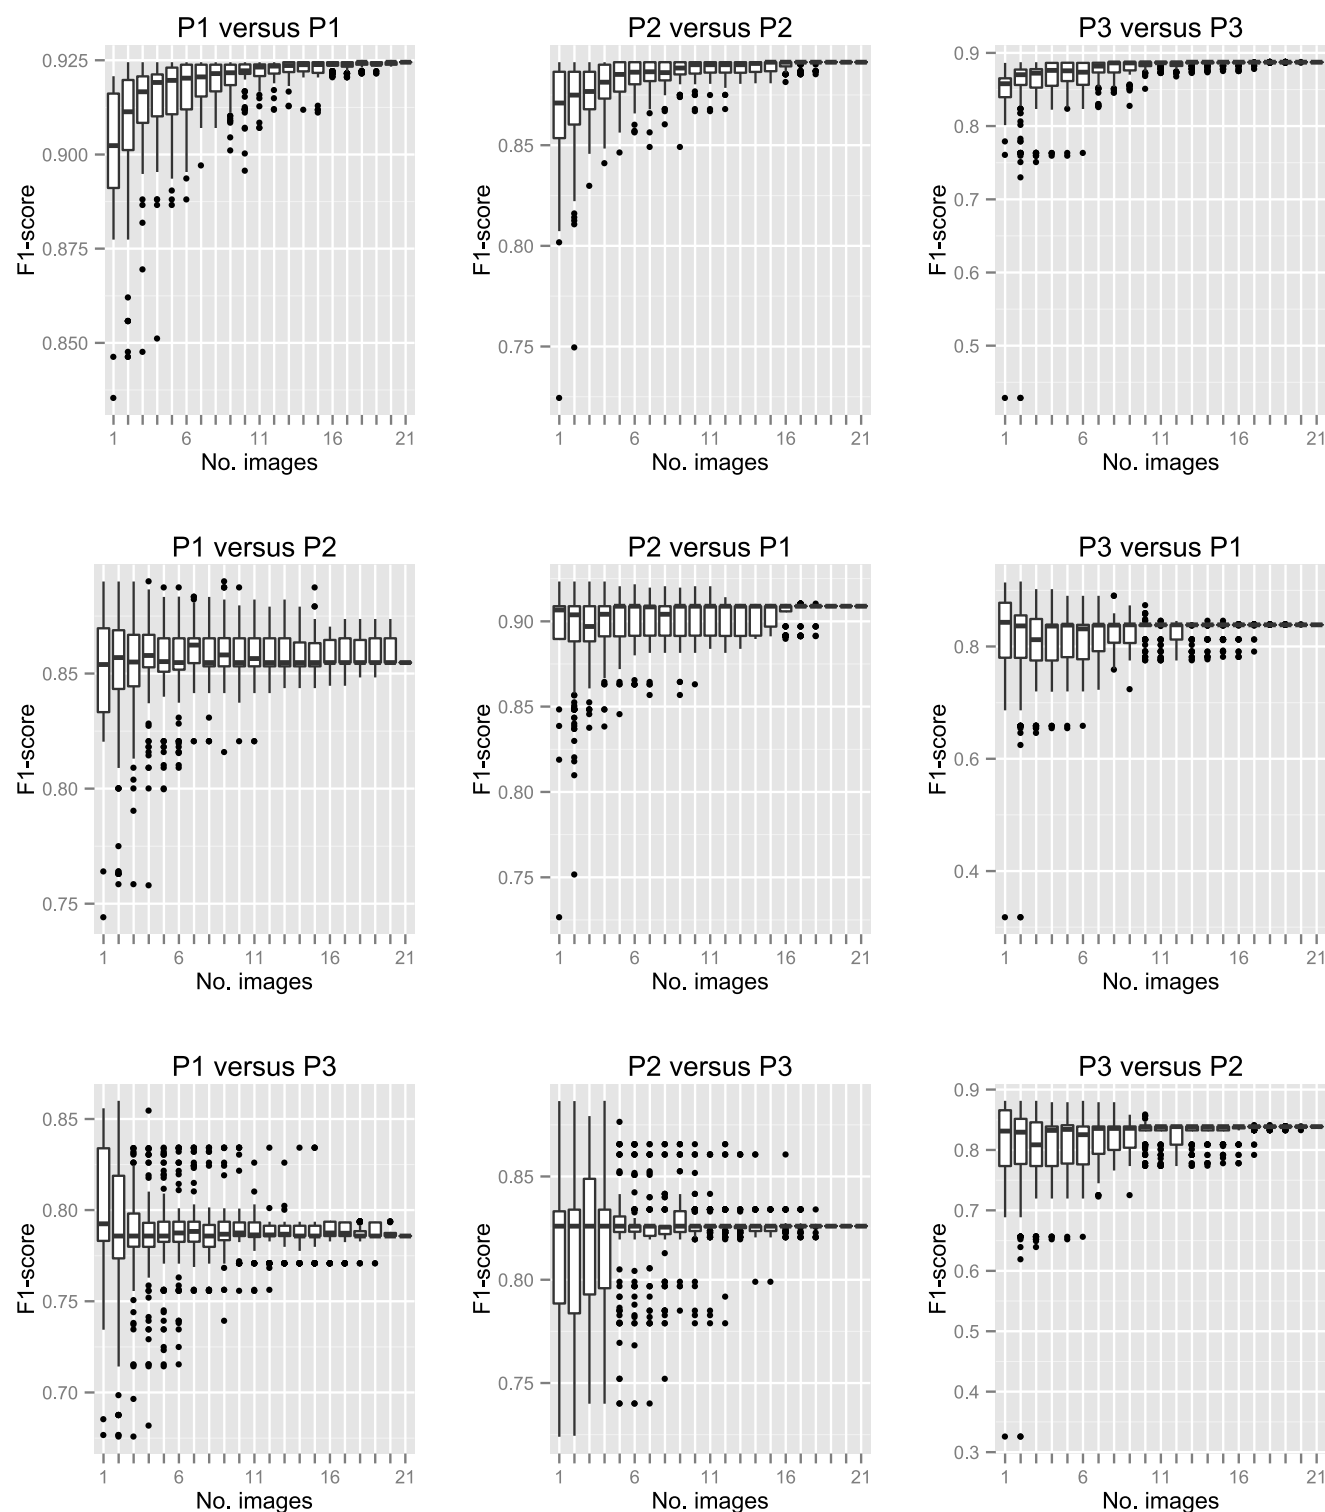 P1 versus P1
F1-score
0.925
0.900
0.875
0.850
1 6 11 16 21
No. images
P2 versus P2
F1-score
0.85
0.80
0.75
1 6 11 16 21
No. images
P3 versus P3
F1-score
0.9
0.8
0.7
0.6
0.5
1 6 11 16 21
No. images
P1 versus P2
F1-score
0.85
0.80
0.75
1 6 11 16 21
No. images
P2 versus P1
F1-score
0.90
0.85
0.80
0.75
1 6 11 16 21
No. images
P3 versus P1
F1-score
0.8
0.6
0.4
1 6 11 16 21
No. images
P1 versus P3
F1-score
0.85
0.80
0.75
0.70
1 6 11 16 21
No. images
P2 versus P3
F1-score
0.85
0.80
0.75
1 6 11 16 21
No. images
P3 versus P2
F1-score
0.9
0.8
0.7
0.6
0.5
0.4
0.3
1 6 11 16 21
No. images